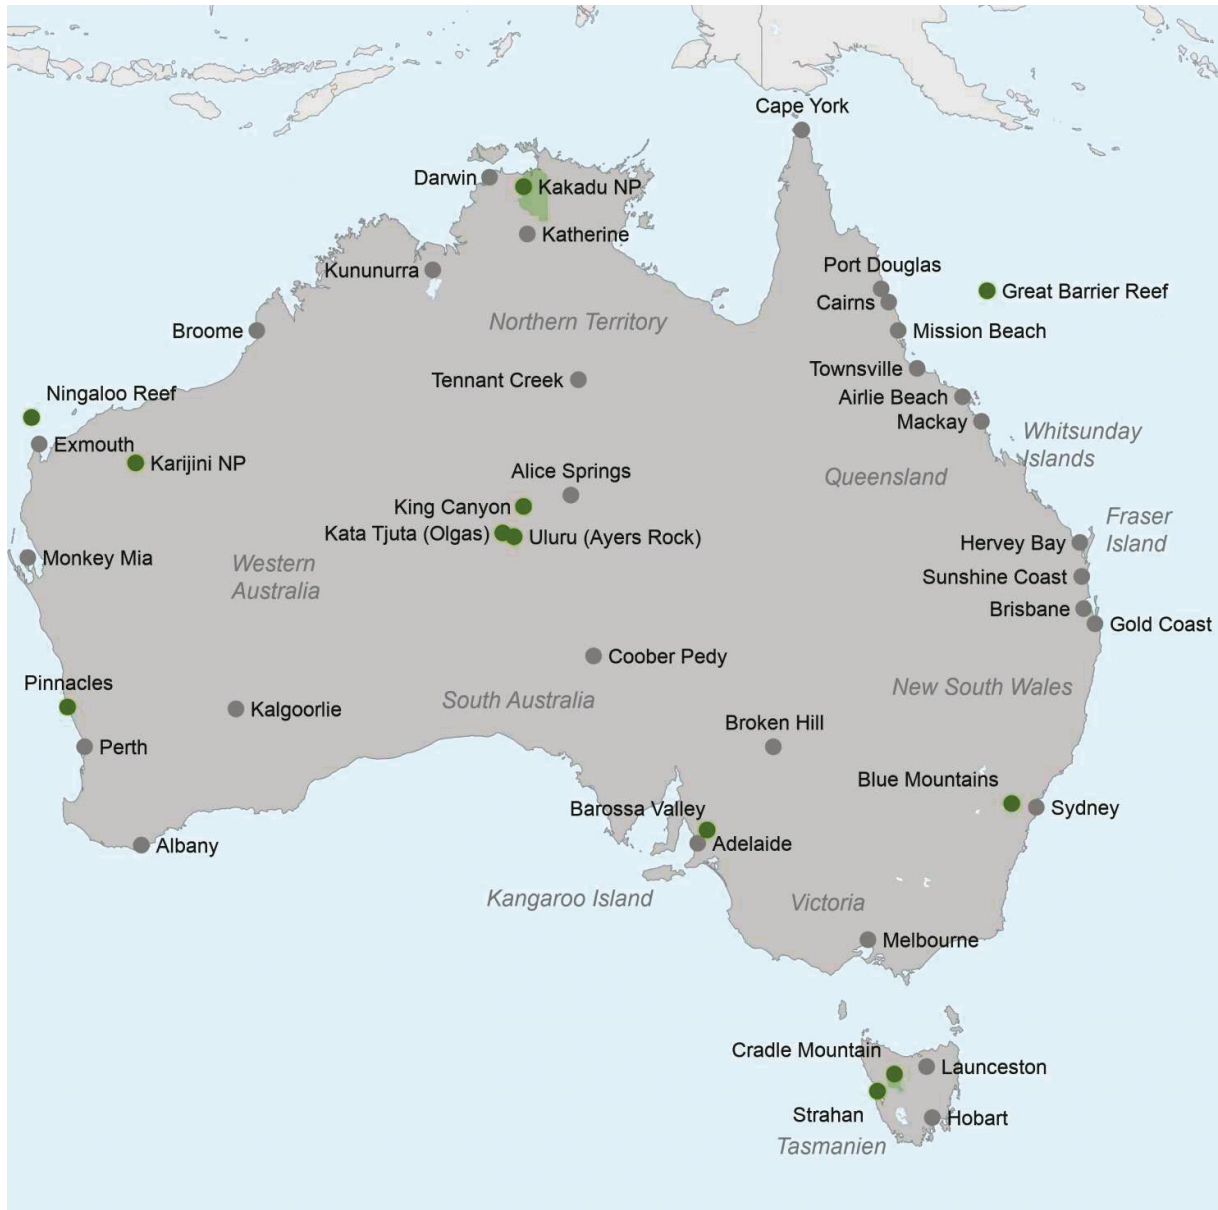 Cape York
Darwin
Kakadu NP
Katherine
Kununurra
Port Douglas
Great Barrier Reef
Cairns
Northern Territory
Broome
Mission Beach
Townsville
Tennant Creek
Ningaloo Reef
Airlie Beach
Mackay
Whitsunday
Islands
Exmouth
Karijini NP
Alice Springs
Queensland
King Canyon
Fraser
Island
Kata Tjuta (Olgas)
Uluru (Ayers Rock)
Hervey Bay
Monkey Mia
Western
Australia
Sunshine Coast
Brisbane
Gold Coast
Coober Pedy
Pinnacles
New South Wales
South Australia
Kalgoorlie
Broken Hill
Perth
Blue Mountains
Barossa Valley
Sydney
Albany
Adelaide
Kangaroo Island
Victoria
Melbourne
Cradle Mountain
Launceston
Strahan
Hobart
Tasmanien